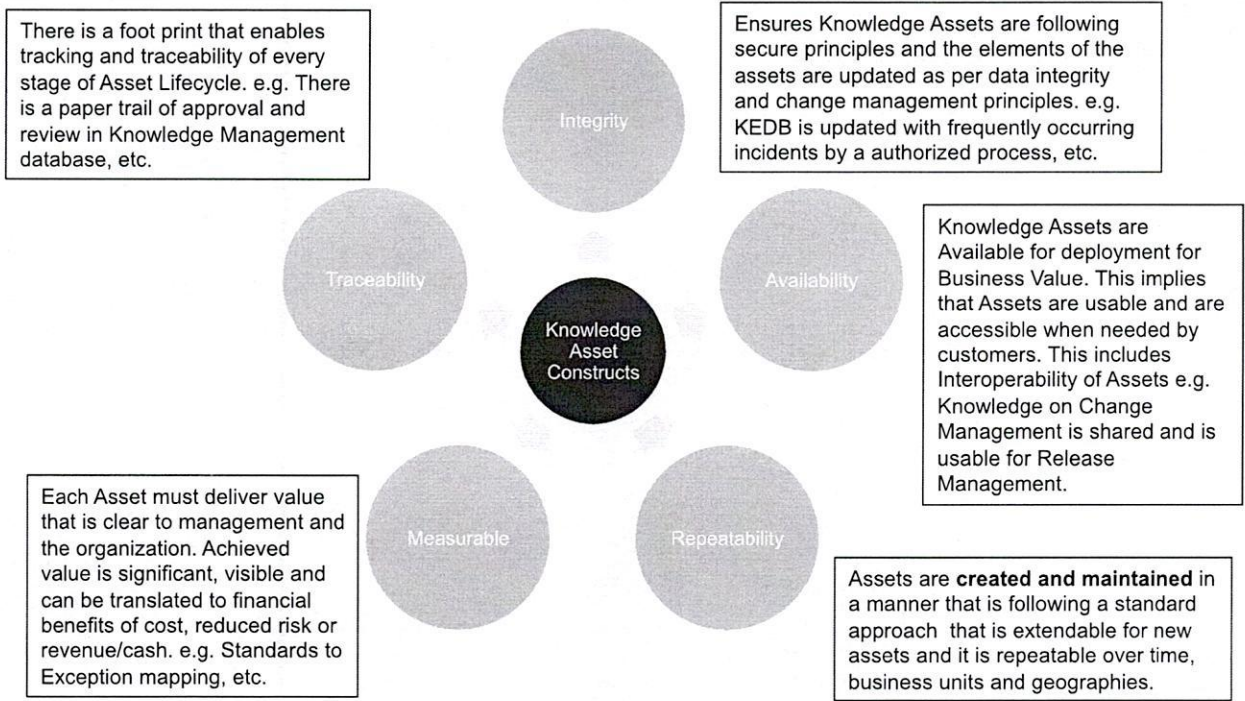 There is a foot print that enables
tracking and traceability of every
stage of Asset Lifecycle. e.g. There
is a paper trail of approval and
review in Knowledge Management
database, etc.
Integrity
Ensures Knowledge Assets are following
secure principles and the elements of the
assets are updated as per data integrity
and change management principles. e.g.
KEDB is updated with frequently occurring
incidents by a authorized process, etc.
Traceability
Knowledge
Asset
Constructs
Availability
Knowledge Assets are
Available for deployment for
Business Value. This implies
that Assets are usable and are
accessible when needed by
customers. This includes
Interoperability of Assets e.g.
Knowledge on Change
Management is shared and is
usable for Release
Management.
Each Asset must deliver value
that is clear to management and
the organization. Achieved
value is significant, visible and
can be translated to financial
benefits of cost, reduced risk or
revenue/cash. e.g. Standards to
Exception mapping, etc.
Measurable
Repeatability
Assets are created and maintained in
a manner that is following a standard
approach that is extendable for new
assets and it is repeatable over time,
business units and geographies.